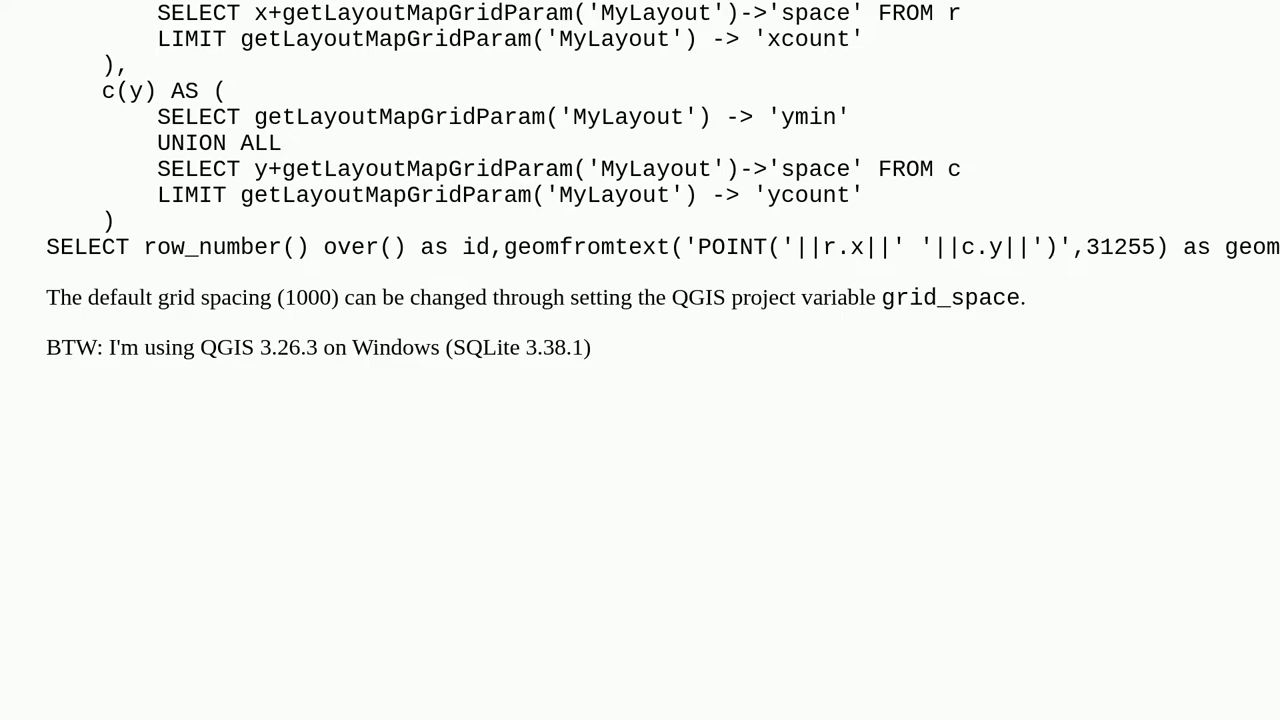 SELECT x+getLayoutMapGridParam('MyLayout')->'space' FROM r
LIMIT getLayoutMapGridParam('MyLayout') -> 'xcount'
),
c(y) AS (
SELECT getLayoutMapGridParam('MyLayout') -> 'ymin'
UNION ALL
SELECT y+getLayoutMapGridParam('MyLayout')->'space' FROM c
LIMIT getLayoutMapGridParam('MyLayout') -> 'ycount'
)
SELECT row_number() over() as id,geomfromtext('POINT('||r.x||' '||c.y||')',31255) as geom
The default grid spacing (1000) can be changed through setting the QGIS project variable grid_space.
BTW: I'm using QGIS 3.26.3 on Windows (SQLite 3.38.1)